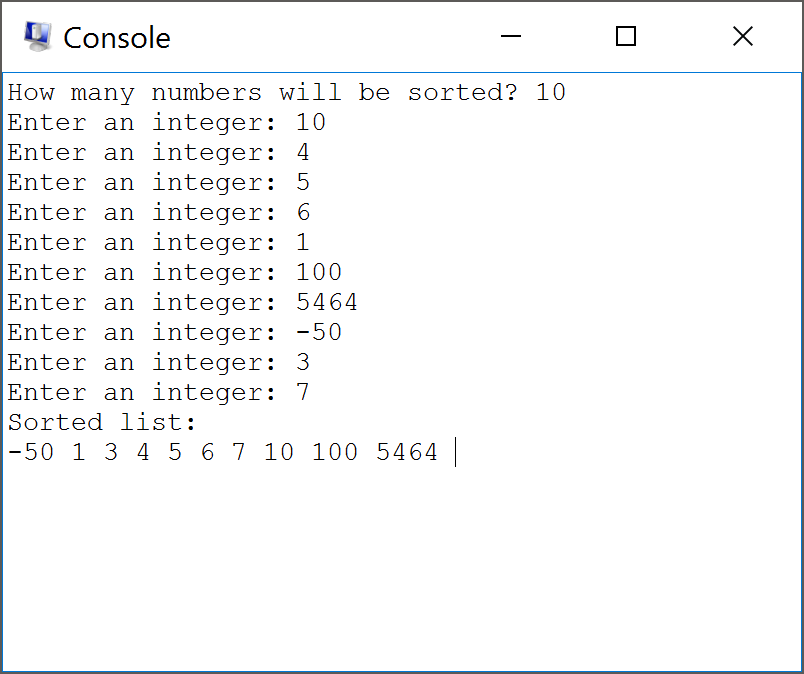 Console
How many numbers will be sorted? 10
Enter an integer: 10
Enter an integer: 4
Enter an integer: 5
Enter an integer: 6
Enter an integer: 1
Enter an integer: 100
Enter an integer: 5464
Enter an integer: -50
Enter an integer: 3
Enter an integer: 7
Sorted list:
-50 1 3 4 5 6 7 10 100 5464